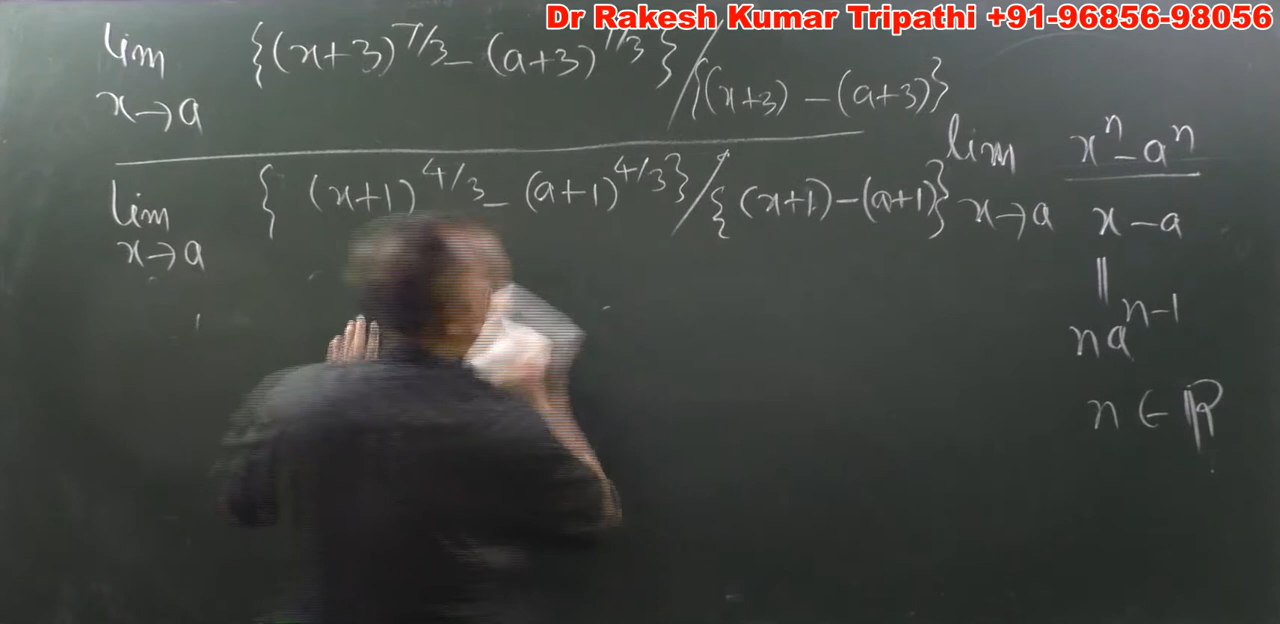 Dr Rakesh Kumar Tripathi +91-96856-98056
lim {(x+3)^7/3 - (a+3)^7/3} / {(x+3) - (a+3)}
x→a
lim {(x+1)^4/3 - (a+1)^4/3} / {(x+1) - (a+1)}
x→a
lim x^n - a^n
x→a x - a
||
na^n-1
n ∈ ℝ